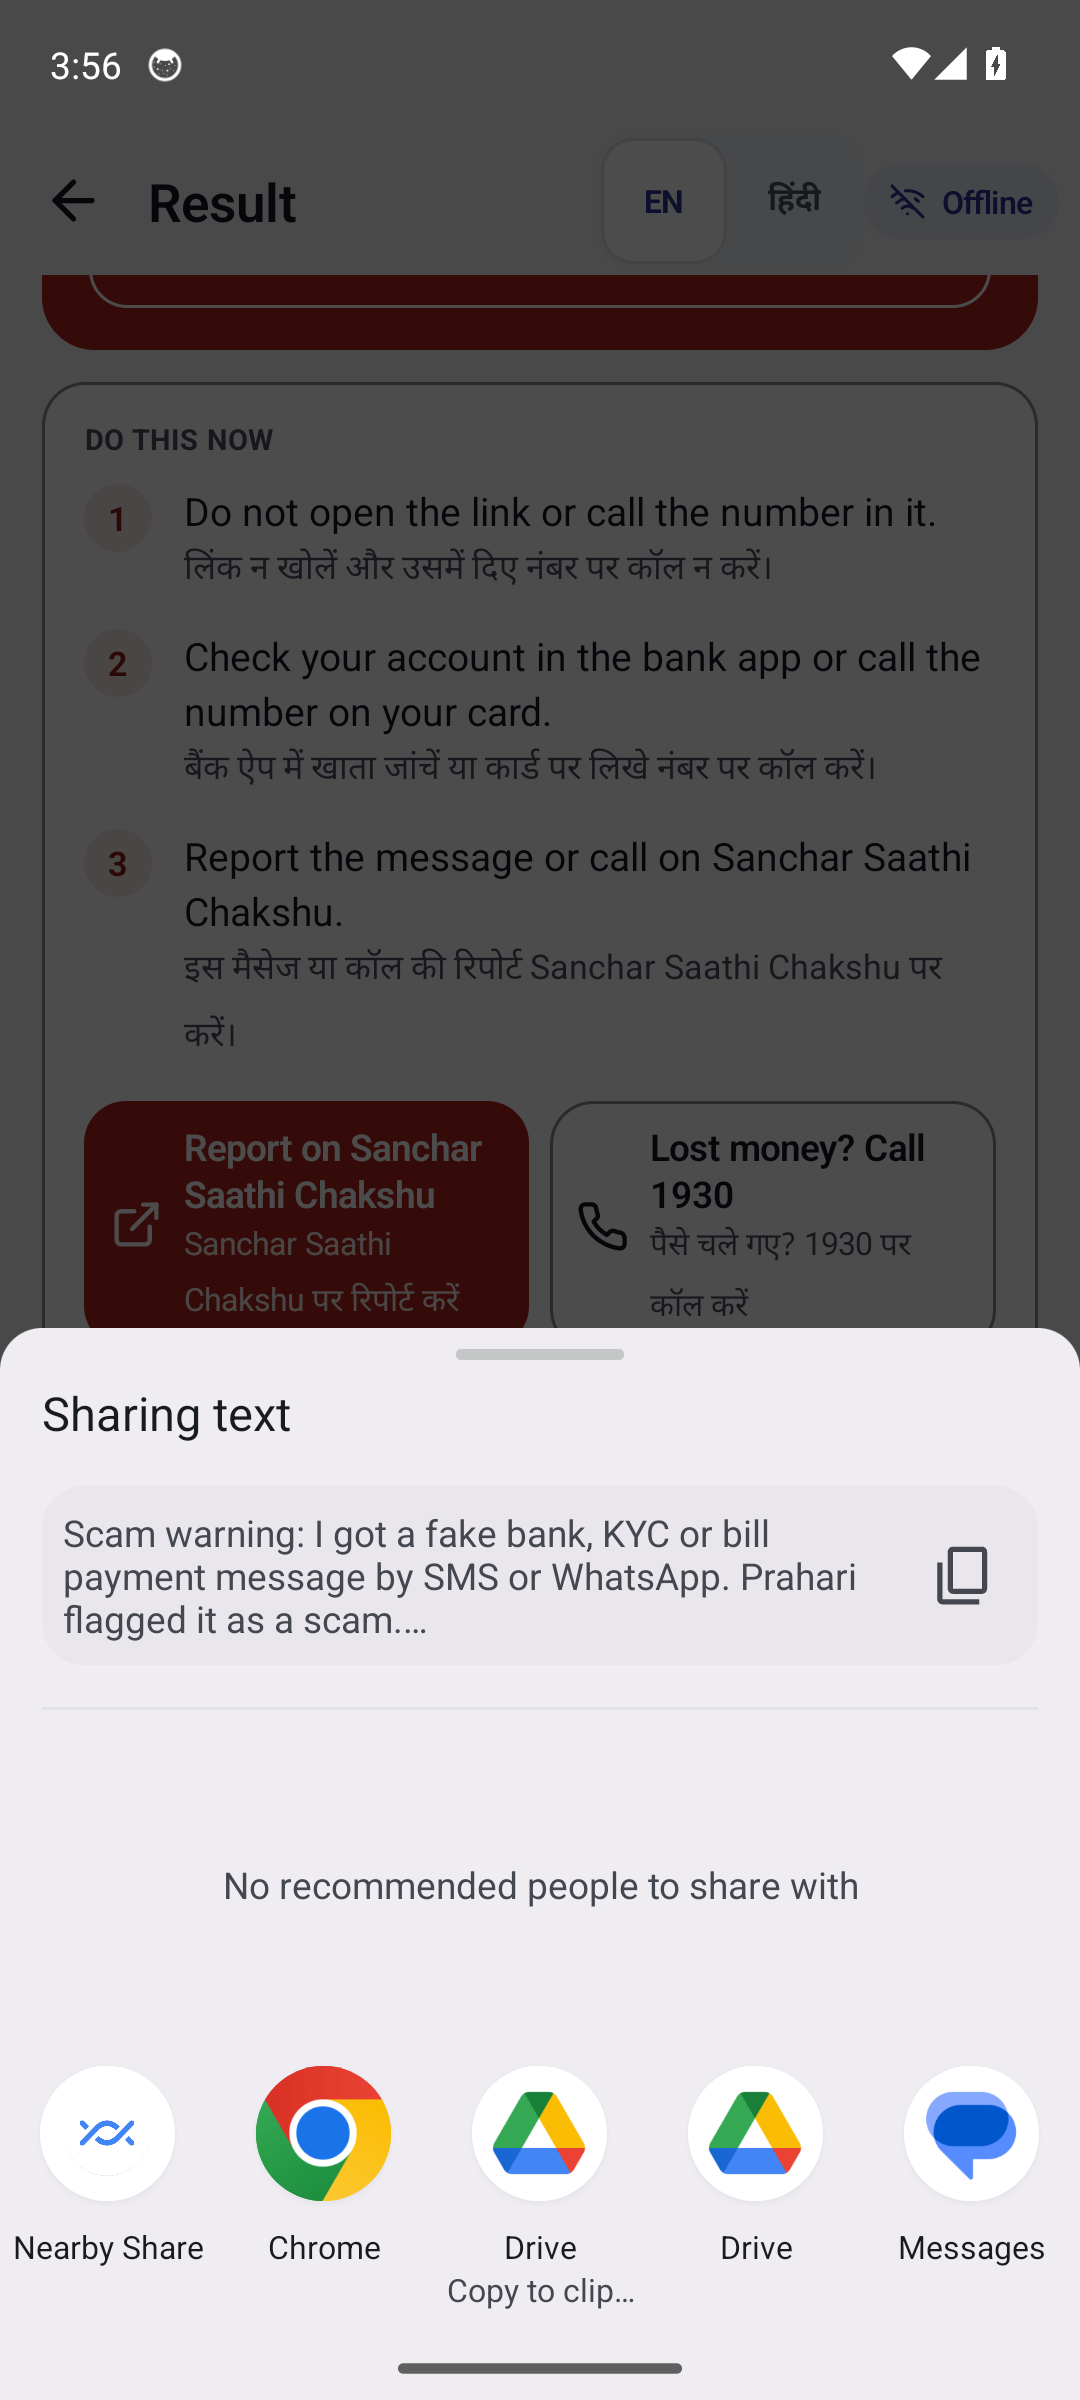 3:56
Result
EN
हिंदी
Offline
DO THIS NOW
1
Do not open the link or call the number in it.
लिंक न खोलें और उसमें दिए नंबर पर कॉल न करें।
2
Check your account in the bank app or call the
number on your card.
बैंक ऐप में खाता जांचें या कार्ड पर लिखे नंबर पर कॉल करें।
3
Report the message or call on Sanchar Saathi
Chakshu.
इस मैसेज या कॉल की रिपोर्ट Sanchar Saathi Chakshu पर
करें।
Report on Sanchar
Saathi Chakshu
Sanchar Saathi
Chakshu पर रिपोर्ट करें
Lost money? Call
1930
पैसे चले गए? 1930 पर
कॉल करें
Sharing text
Scam warning: I got a fake bank, KYC or bill
payment message by SMS or WhatsApp. Prahari
flagged it as a scam.…
No recommended people to share with
Nearby Share
Chrome
Drive
Copy to clip…
Drive
Messages